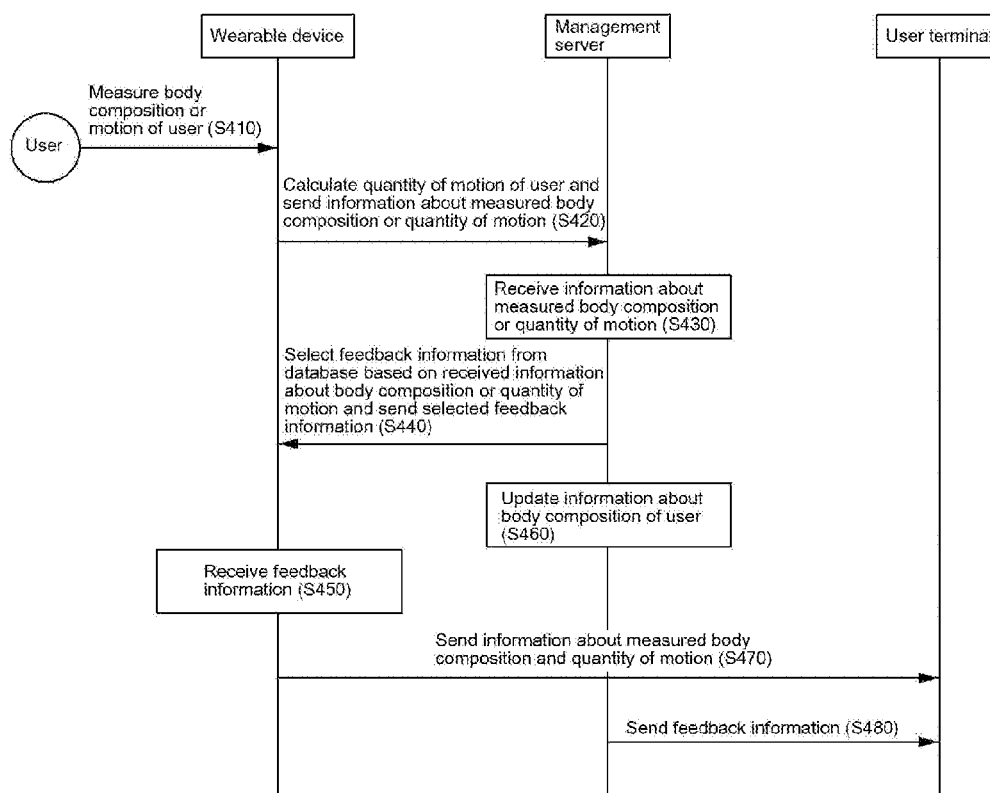 Wearable device
Management
server
User terminal
Measure body
composition or
motion of user (S410)
User
Calculate quantity of motion of user and
send information about measured body
composition or quantity of motion (S420)
Receive information about
measured body composition
or quantity of motion (S430)
Select feedback information from
database based on received information
about body composition or quantity of
motion and send selected feedback
information (S440)
Update information about
body composition of user
(S460)
Receive feedback
information (S450)
Send information about measured body
composition and quantity of motion (S470)
Send feedback information (S480)